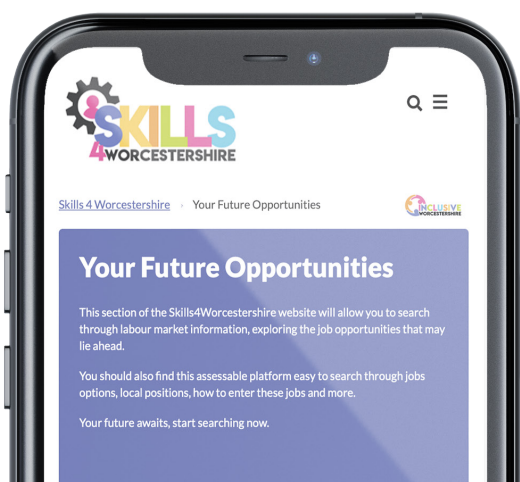 SKILLS
4WORCESTERSHIRE
Skills 4 Worcestershire › Your Future Opportunities
INCLUSIVE
WORCESTERSHIRE
Your Future Opportunities
This section of the Skills4Worcestershire website will allow you to search
through labour market information, exploring the job opportunities that may
lie ahead.
You should also find this assessable platform easy to search through jobs
options, local positions, how to enter these jobs and more.
Your future awaits, start searching now.